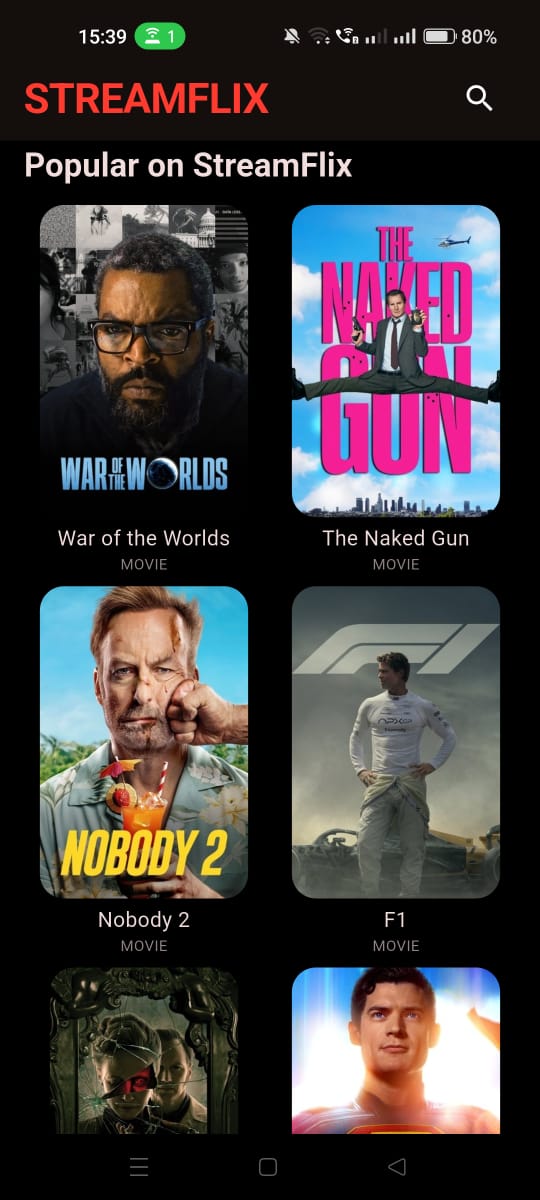 15:39 1 80%
STREAMFLIX
Popular on StreamFlix
WAR OF THE WORLDS
THE
NAKED
GUN
War of the Worlds
The Naked Gun
MOVIE
MOVIE
NOBODY 2
F1
APXGP
Nobody 2
F1
MOVIE
MOVIE